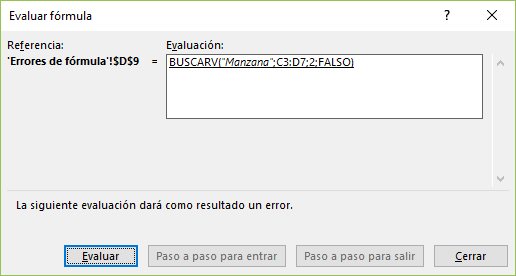 Evaluar fórmula
Referencia:
Evaluación:
'Errores de fórmula'!$D$9 = BUSCARV("Manzana";C3:D7;2;FALSO)
La siguiente evaluación dará como resultado un error.
Evaluar
Paso a paso para entrar
Paso a paso para salir
Cerrar